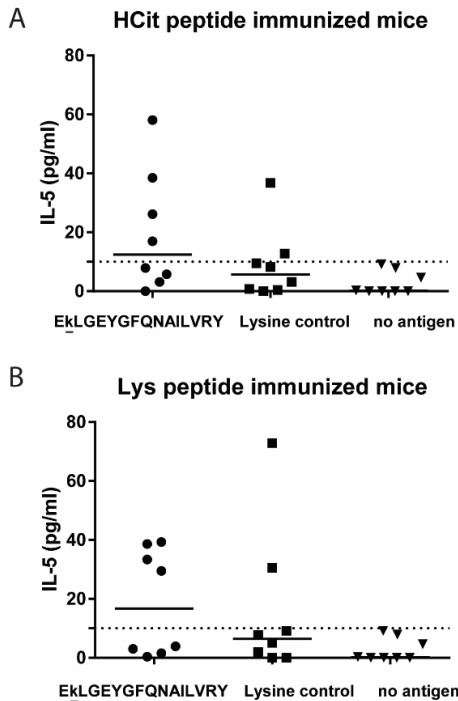 A
HCit peptide immunized mice
IL-5 (pg/ml)
80
60
40
20
0
EkLGEYGFQNAILVRY Lysine control no antigen
B
Lys peptide immunized mice
IL-5 (pg/ml)
80
60
40
20
0
EkLGEYGFQNAILVRY Lysine control no antigen